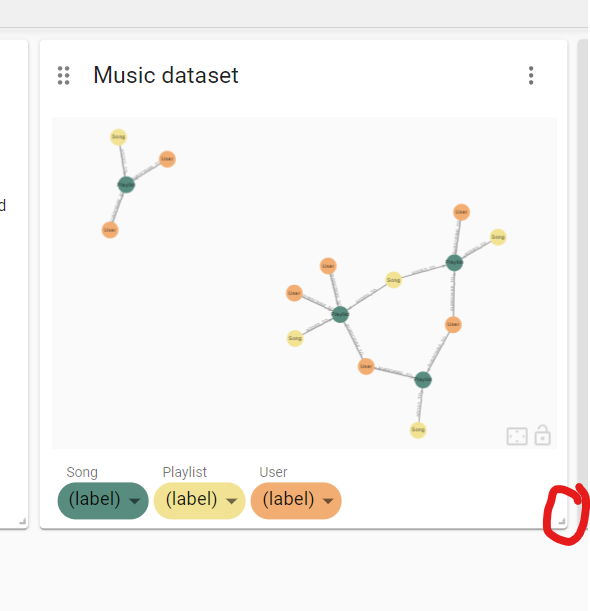 d
Music dataset
Song
User
Playlist
User
User
Song
Playlist
User
Song
User
Playlist
Song
User
User
Playlist
Song
Song Playlist User
(label) (label) (label)